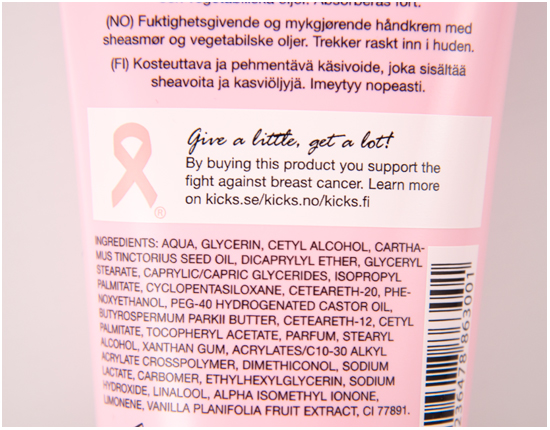 (NO) Fuktighetsgivende og mykgjørende håndkrem med
sheasmør og vegetabilske oljer. Trekker raskt inn i huden.
(FI) Kosteuttava ja pehmentävä käsivoide, joka sisältää
sheavoita ja kasviöljyjä. Imeytyy nopeasti.
Give a little, get a lot!
By buying this product you support the
fight against breast cancer. Learn more
on kicks.se/kicks.no/kicks.fi
®
INGREDIENTS: AQUA, GLYCERIN, CETYL ALCOHOL, CARTHA-
MUS TINCTORIUS SEED OIL, DICAPRYLYL ETHER, GLYCERYL
STEARATE, CAPRYLIC/CAPRIC GLYCERIDES, ISOPROPYL
PALMITATE, CYCLOPENTASILOXANE, CETEARETH-20, PHE-
NOXYETHANOL, PEG-40 HYDROGENATED CASTOR OIL,
BUTYROSPERMUM PARKII BUTTER, CETEARETH-12, CETYL
PALMITATE, TOCOPHERYL ACETATE, PARFUM, STEARYL
ALCOHOL, XANTHAN GUM, ACRYLATES/C10-30 ALKYL
ACRYLATE CROSSPOLYMER, DIMETHICONOL, SODIUM
LACTATE, CARBOMER, ETHYLHEXYLGLYCERIN, SODIUM
HYDROXIDE, LINALOOL, ALPHA ISOMETHYL IONONE,
LIMONENE, VANILLA PLANIFOLIA FRUIT EXTRACT, CI 77891.
236478 863001